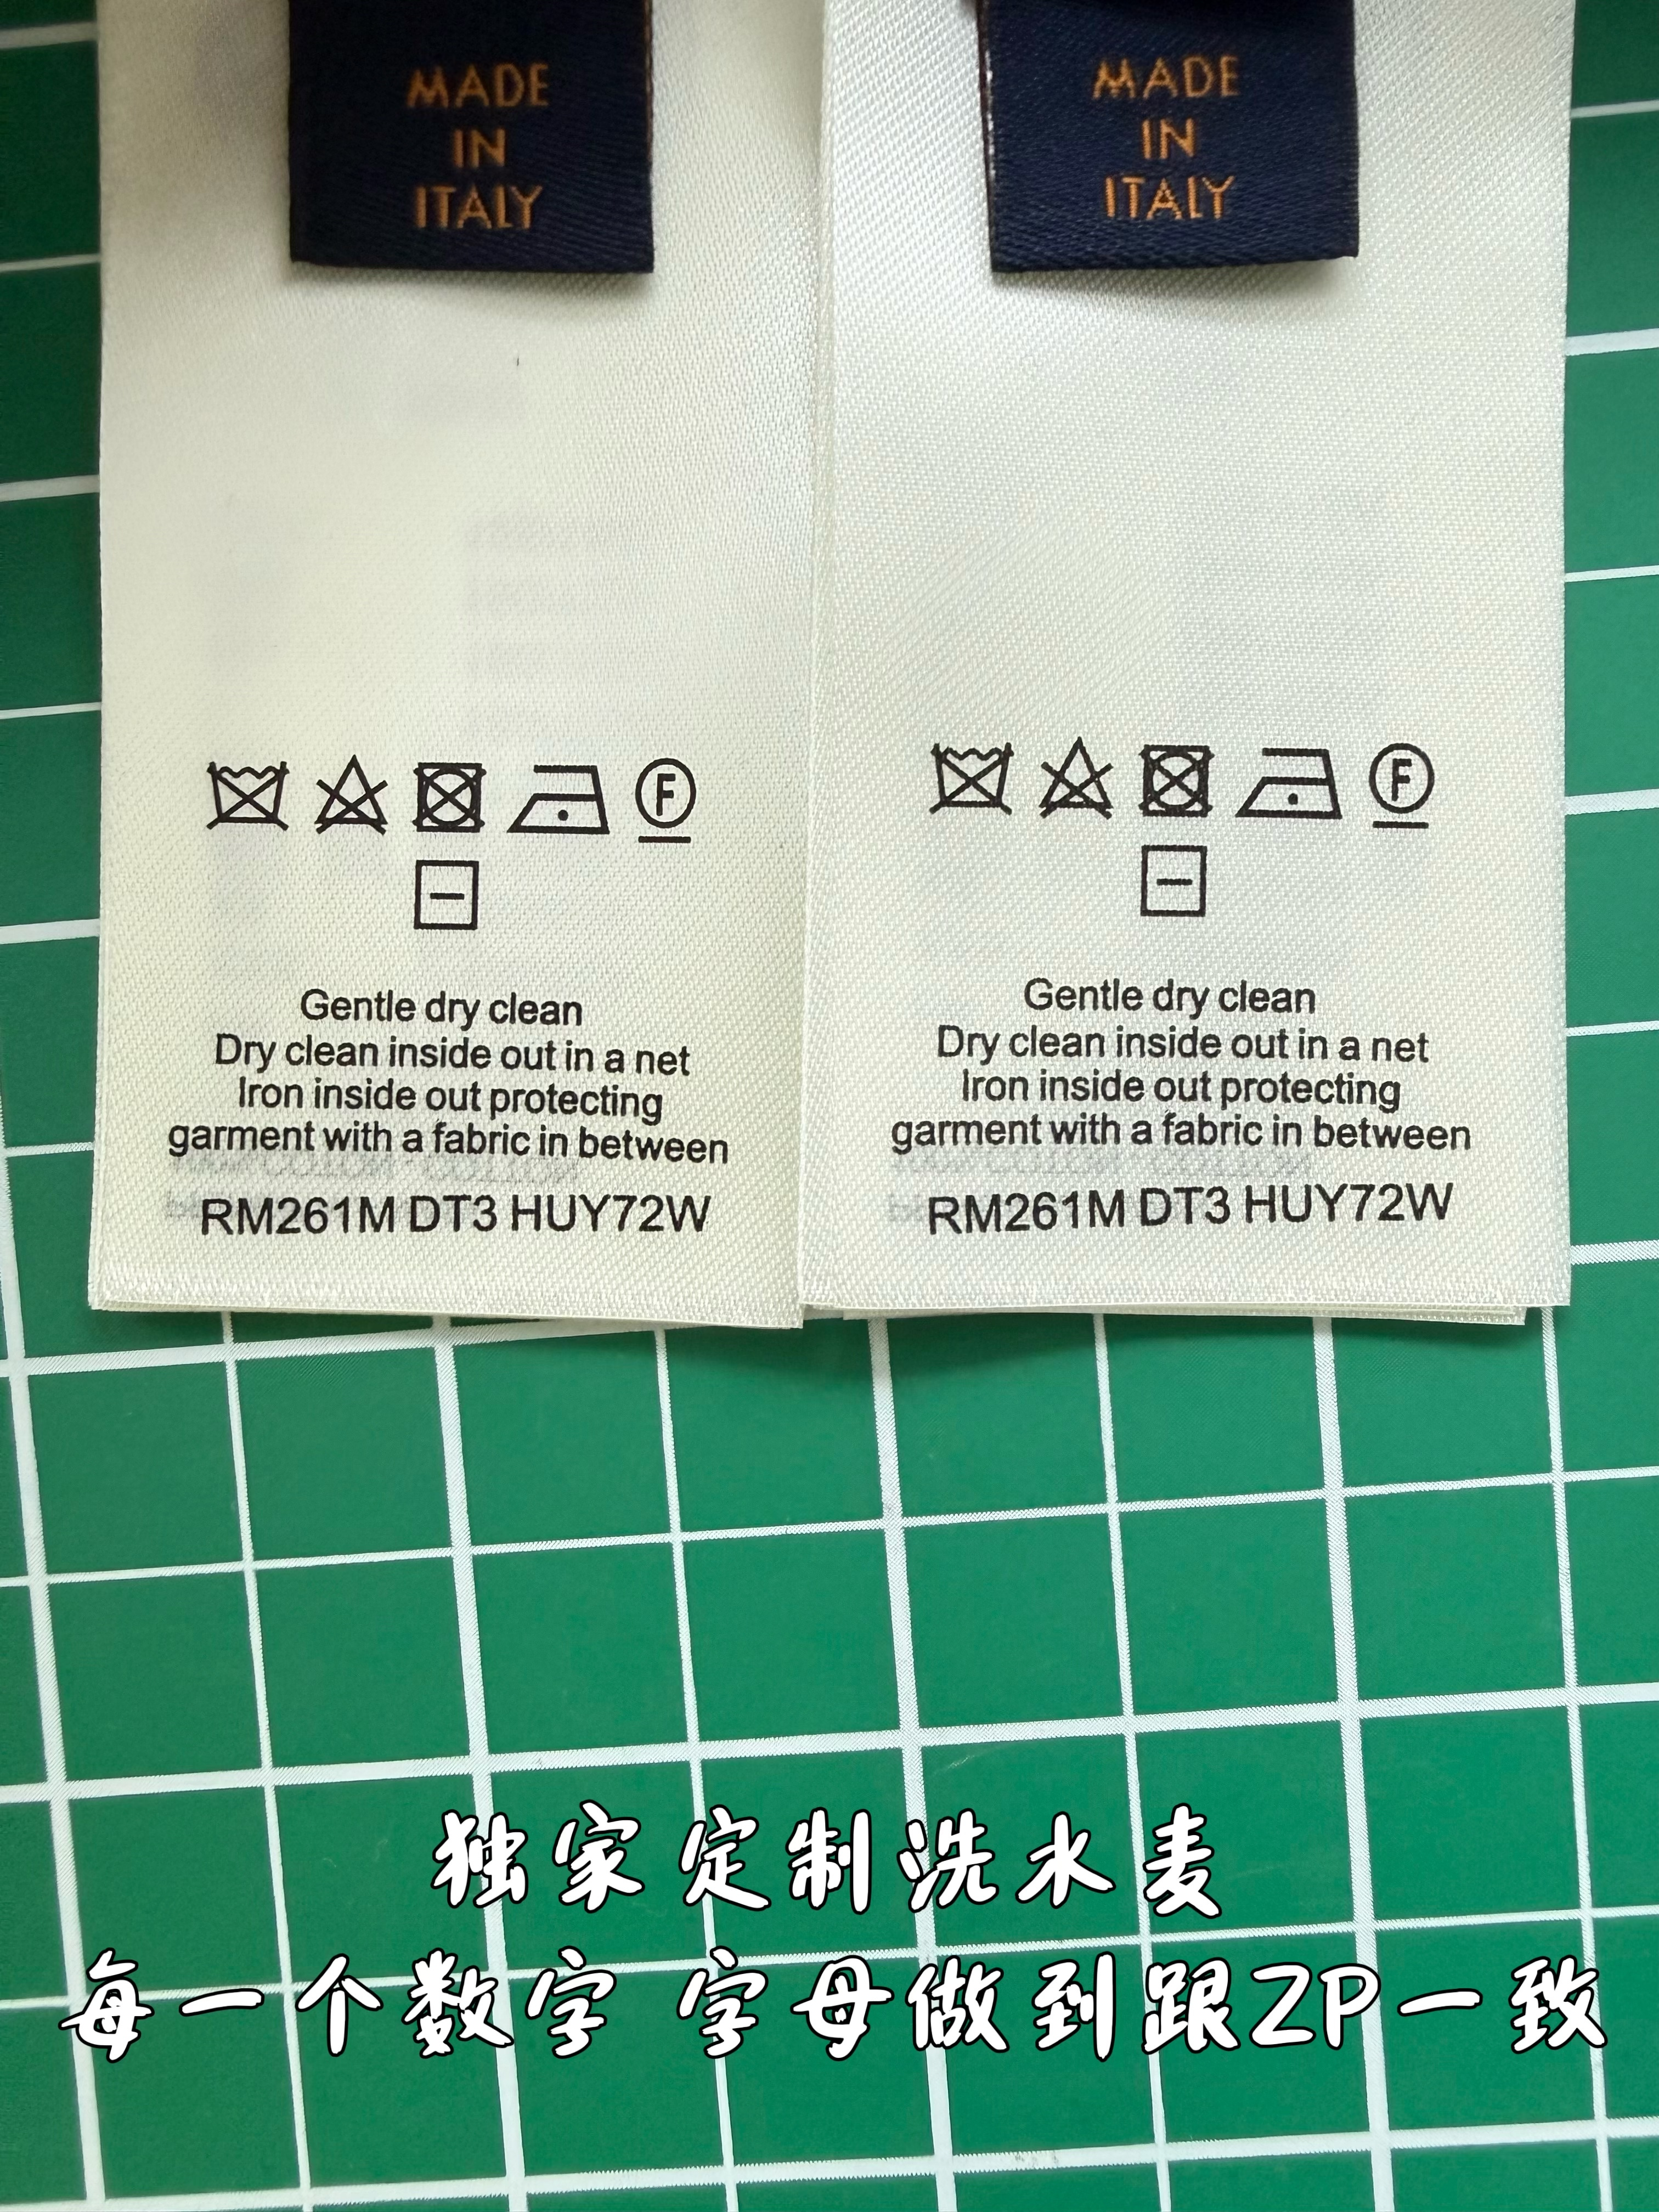 MADE
IN
ITALY
MADE
IN
ITALY
F
Gentle dry clean
Dry clean inside out in a net
Iron inside out protecting
garment with a fabric in between
RM261M DT3 HUY72W
F
Gentle dry clean
Dry clean inside out in a net
Iron inside out protecting
garment with a fabric in between
RM261M DT3 HUY72W
独家定制洗水麦
每一个数字 字母做到跟ZP一致